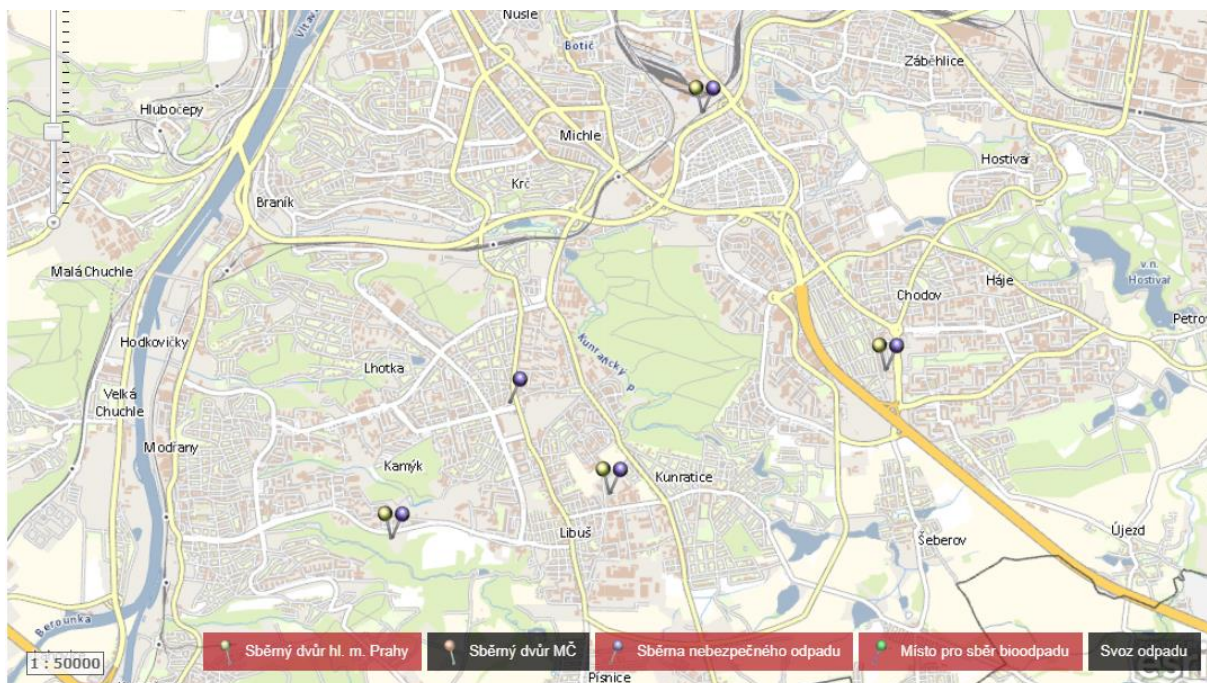 Nusle
Vltava
Botič
Záběhlice
Hlubočepy
Michle
Hostivař
Krč
Braník
Malá Chuchle
v.n.
Hostivař
Háje
Chodov
Petrov
Hodkovičky
Kunratický p.
Lhotka
Velká
Chuchle
Modřany
Kamýk
Kunratice
Libuš
Šeberov
Újezd
Berounka
Sběrný dvůr hl. m. Prahy
Sběrný dvůr MČ
Sběrna nebezpečného odpadu
Místo pro sběr bioodpadu
Svoz odpadu
1 : 50000
esri
Písnice